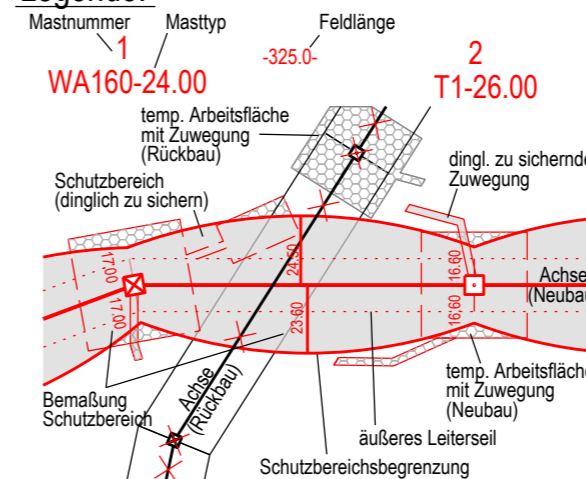 Legende:
Mastnummer Masttyp Feldlänge
1
WA160-24.00
-325.0-
2
T1-26.00
temp. Arbeitsfläche
mit Zuwegung
(Rückbau)
dingl. zu sichernde
Zuwegung
Schutzbereich
(dinglich zu sichern)
17.00
17.00
24.50
23.60
16.60
16.60
Achse
(Neubau
Achse
(Rückbau)
Bemaßung
Schutzbereich
temp. Arbeitsfläche
mit Zuwegung
(Neubau)
äußeres Leiterseil
Schutzbereichsbegrenzung